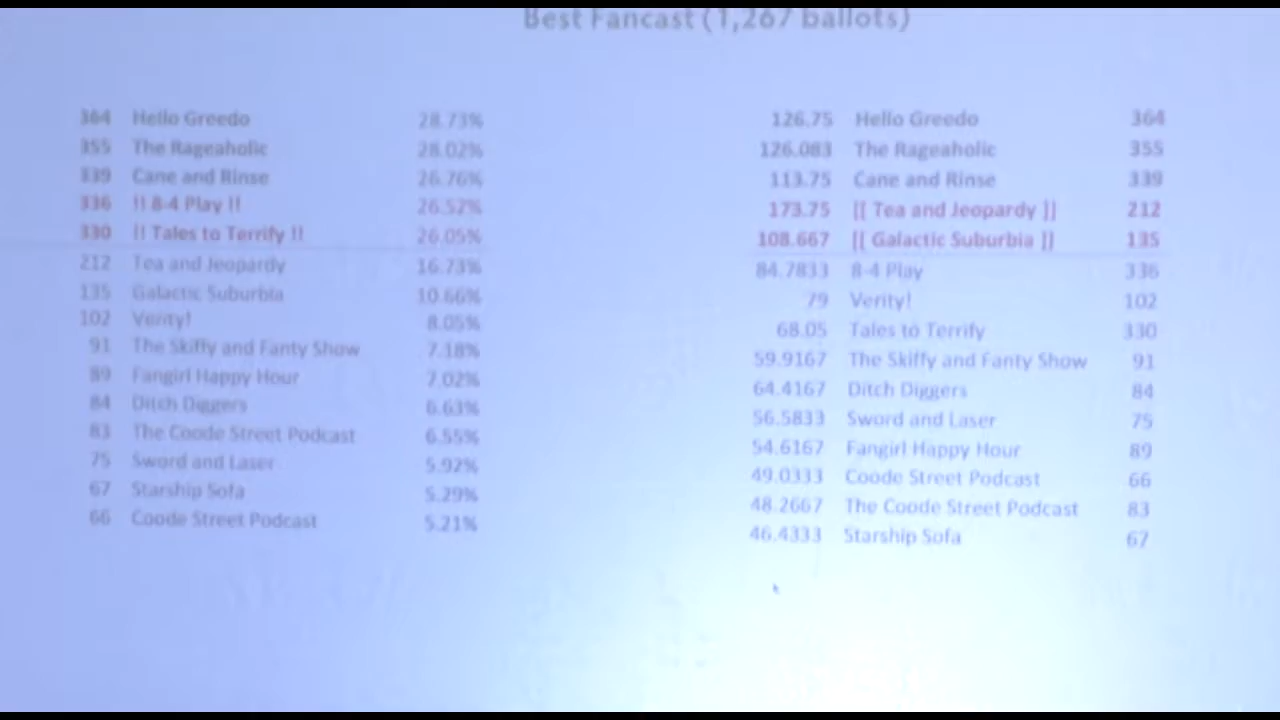 Best Fancast (1,267 ballots)
364 Hello Greedo 28.73% 126.75 Hello Greedo 364
355 The Rageaholic 28.02% 126.083 The Rageaholic 355
339 Cane and Rinse 26.76% 113.75 Cane and Rinse 339
336 !! 8-4 Play !! 26.52% 173.75 [[ Tea and Jeopardy ]] 212
330 !! Tales to Terrify !! 26.05% 108.667 [[ Galactic Suburbia ]] 135
212 Tea and Jeopardy 16.73% 84.7833 8-4 Play 336
135 Galactic Suburbia 10.66% 79 Verity! 102
102 Verity! 8.05% 68.05 Tales to Terrify 330
91 The Skiffy and Fanty Show 7.18% 59.9167 The Skiffy and Fanty Show 91
89 Fangirl Happy Hour 7.02% 64.4167 Ditch Diggers 84
84 Ditch Diggers 6.63% 56.5833 Sword and Laser 75
83 The Coode Street Podcast 6.55% 54.6167 Fangirl Happy Hour 89
75 Sword and Laser 5.92% 49.0333 Coode Street Podcast 66
67 Starship Sofa 5.29% 48.2667 The Coode Street Podcast 83
66 Coode Street Podcast 5.21% 46.4333 Starship Sofa 67